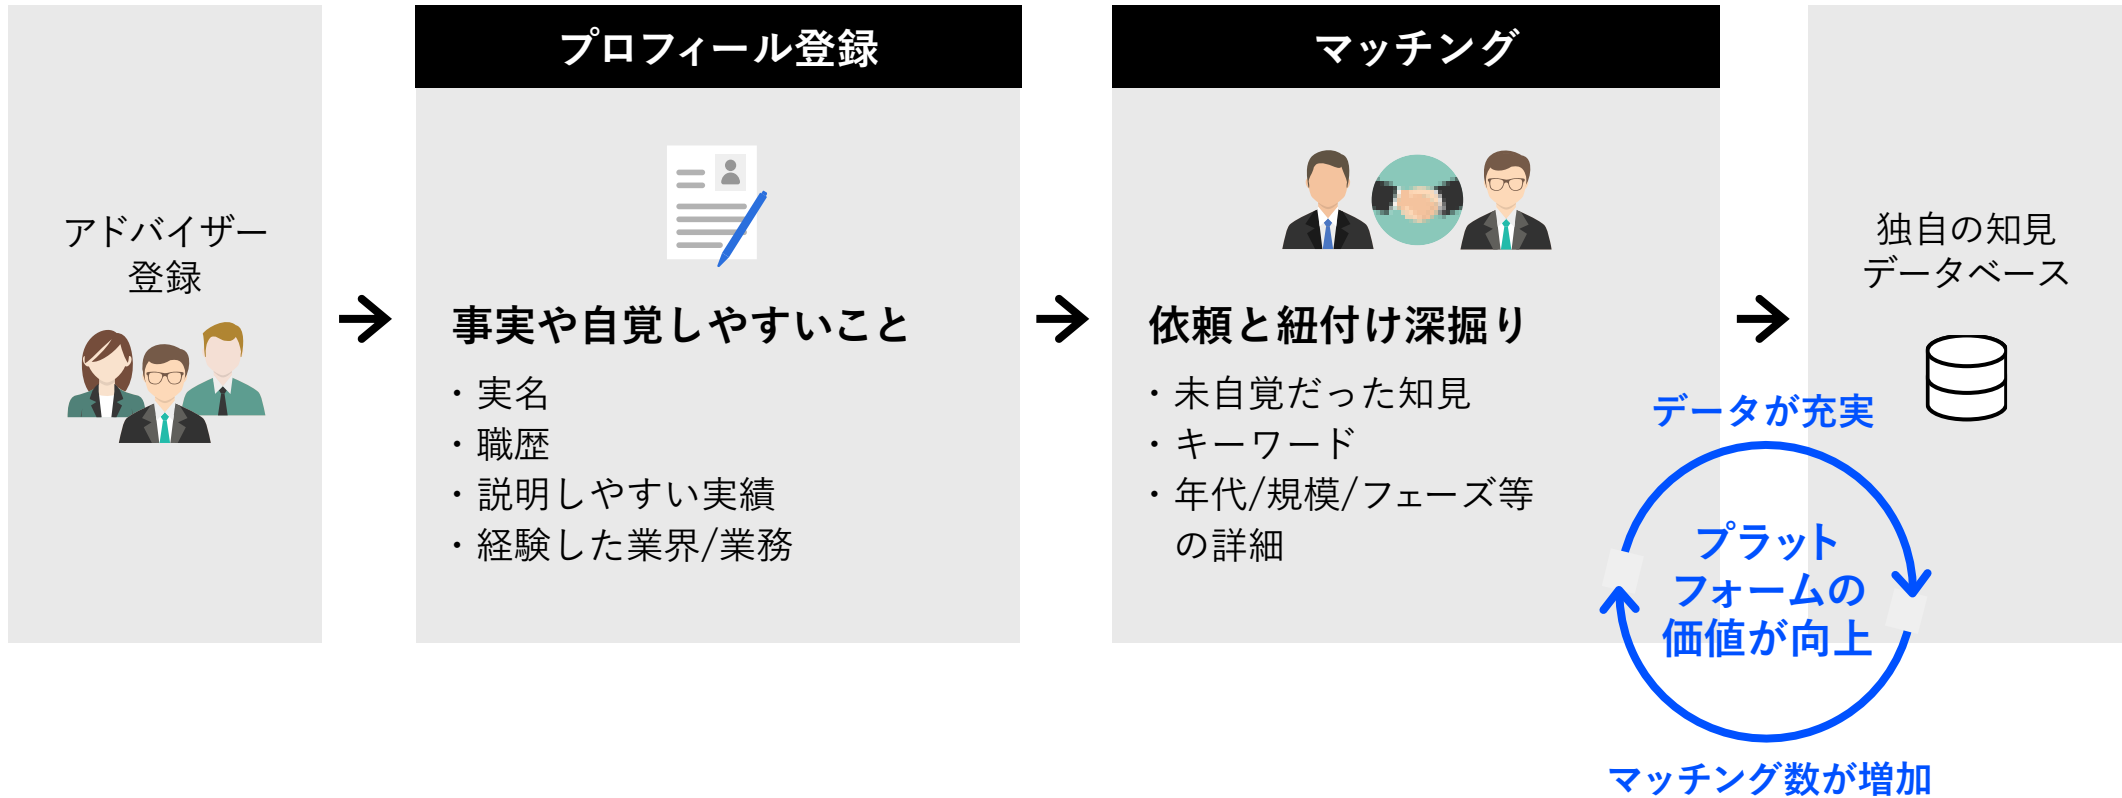 アドバイザー
登録
プロフィール登録
事実や自覚しやすいこと
・実名
・職歴
・説明しやすい実績
・経験した業界/業務
マッチング
依頼と紐付け深掘り
・未自覚だった知見
・キーワード
・年代/規模/フェーズ等
の詳細
独自の知見
データベース
データが充実
プラット
フォームの
価値が向上
マッチング数が増加